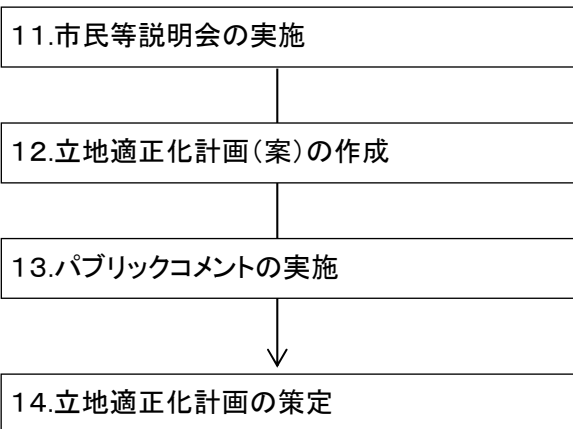 １１.市民等説明会の実施
１２.立地適正化計画（案）の作成
１３.パブリックコメントの実施
１４.立地適正化計画の策定